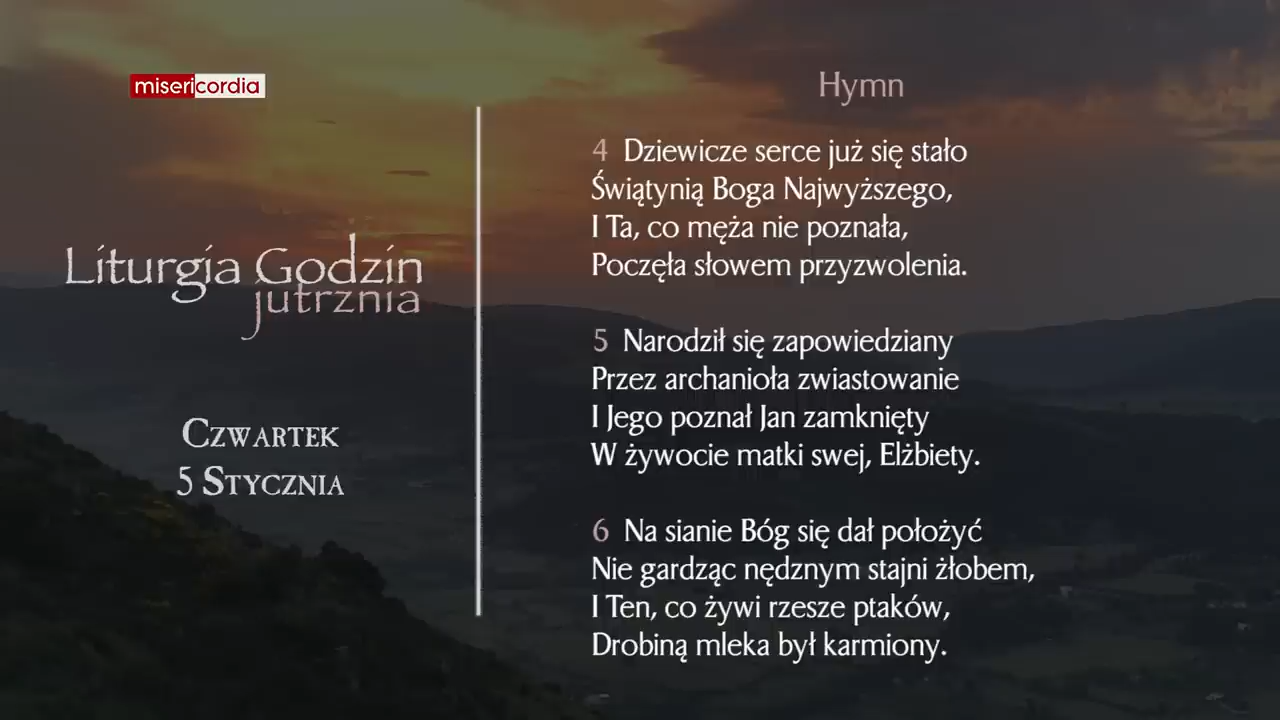 misericordia
Liturgia Godzin
jutrznia
Czwartek
5 Stycznia
Hymn
4 Dziewicze serce już się stało
Świątynią Boga Najwyższego,
I Ta, co męża nie poznała,
Poczęła słowem przyzwolenia.
5 Narodził się zapowiedziany
Przez archanioła zwiastowanie
I Jego poznał Jan zamknięty
W żywocie matki swej, Elżbiety.
6 Na sianie Bóg się dał położyć
Nie gardząc nędznym stajni żłobem,
I Ten, co żywi rzesze ptaków,
Drobiną mleka był karmiony.